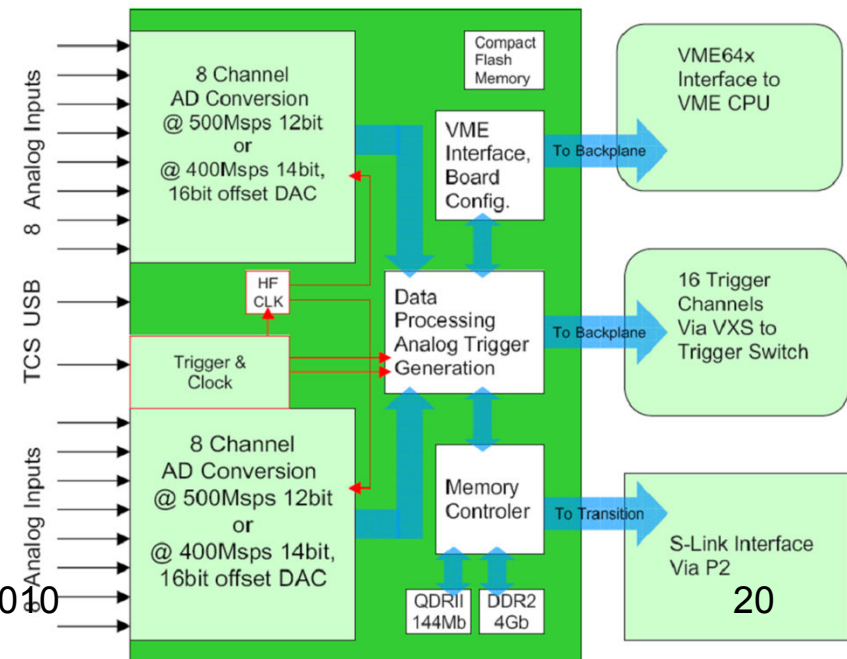 8 Analog Inputs
8 Channel
AD Conversion
@ 500Msps 12bit
or
@ 400Msps 14bit,
16bit offset DAC
Compact
Flash
Memory
VME
Interface,
Board
Config.
To Backplane
VME64x
Interface to
VME CPU
TCS USB
HF
CLK
Trigger &
Clock
Data
Processing
Analog Trigger
Generation
To Backplane
16 Trigger
Channels
Via VXS to
Trigger Switch
Analog Inputs
8 Channel
AD Conversion
@ 500Msps 12bit
or
@ 400Msps 14bit,
16bit offset DAC
Memory
Controler
To Transition
S-Link Interface
Via P2
QDRII
144Mb
DDR2
4Gb
010
20